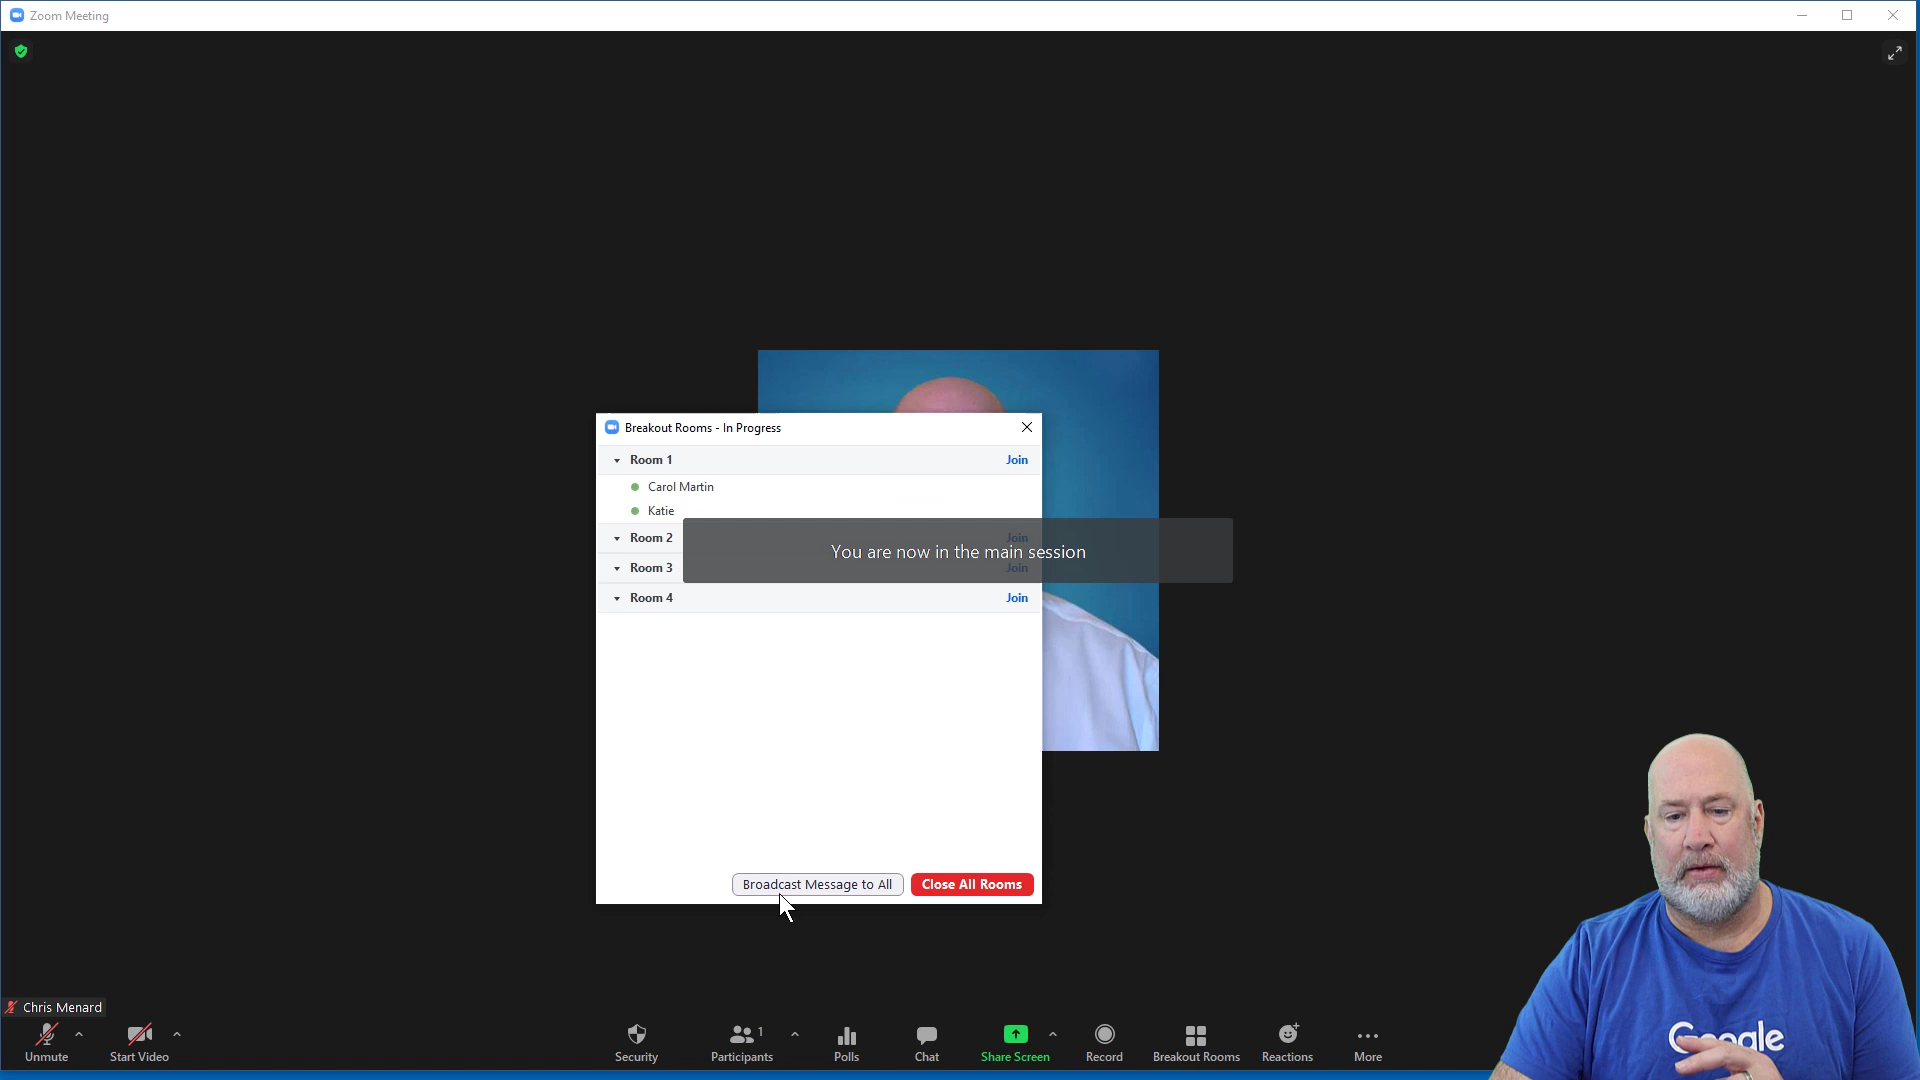 Zoom Meeting
Breakout Rooms - In Progress
Room 1 Join
Carol Martin
Katie
Room 2 Join
You are now in the main session
Room 3 Join
Room 4 Join
Broadcast Message to All Close All Rooms
Chris Menard
1
Unmute Start Video Security Participants Polls Chat Share Screen Record Breakout Rooms Reactions More
Google